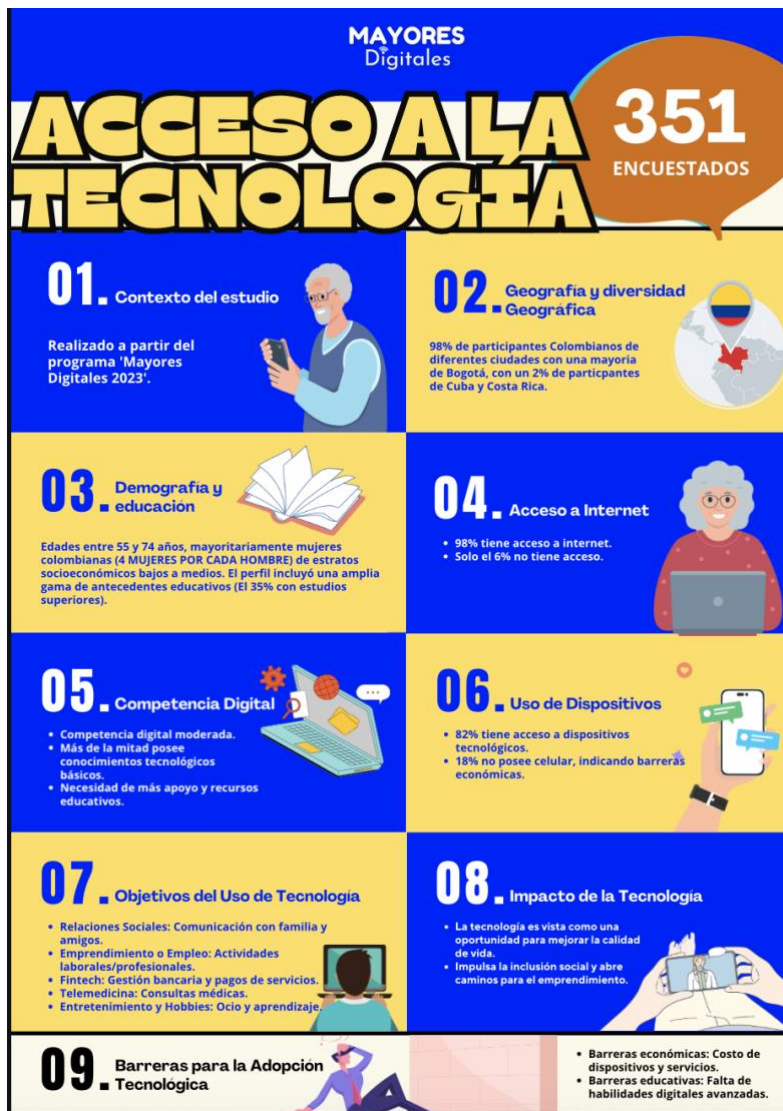 MAYORES
Digitales
ACCESO A LA
TECNOLOGÍA
351
ENCUESTADOS
01. Contexto del estudio
Realizado a partir del
programa 'Mayores
Digitales 2023'.
02. Geografía y diversidad
Geográfica
98% de participantes Colombianos de
diferentes ciudades con una mayoria
de Bogotá, con un 2% de particpantes
de Cuba y Costa Rica.
03. Demografía y
educación
Edades entre 55 y 74 años, mayoritariamente mujeres
colombianas (4 MUJERES POR CADA HOMBRE) de estratos
socioeconómicos bajos a medios. El perfil incluyó una amplia
gama de antecedentes educativos (El 35% con estudios
superiores).
04. Acceso a Internet
• 98% tiene acceso a internet.
• Solo el 6% no tiene acceso.
05. Competencia Digital
• Competencia digital moderada.
• Más de la mitad posee
conocimientos tecnológicos
básicos.
• Necesidad de más apoyo y recursos
educativos.
06. Uso de Dispositivos
• 82% tiene acceso a dispositivos
tecnológicos.
• 18% no posee celular, indicando barreras
económicas.
07. Objetivos del Uso de Tecnología
• Relaciones Sociales: Comunicación con familia y
amigos.
• Emprendimiento o Empleo: Actividades
laborales/profesionales.
• Fintech: Gestión bancaria y pagos de servicios.
• Telemedicina: Consultas médicas.
• Entretenimiento y Hobbies: Ocio y aprendizaje.
08. Impacto de la Tecnología
• La tecnología es vista como una
oportunidad para mejorar la calidad
de vida.
• Impulsa la inclusión social y abre
caminos para el emprendimiento.
09. Barreras para la Adopción
Tecnológica
• Barreras económicas: Costo de
dispositivos y servicios.
• Barreras educativas: Falta de
habilidades digitales avanzadas.